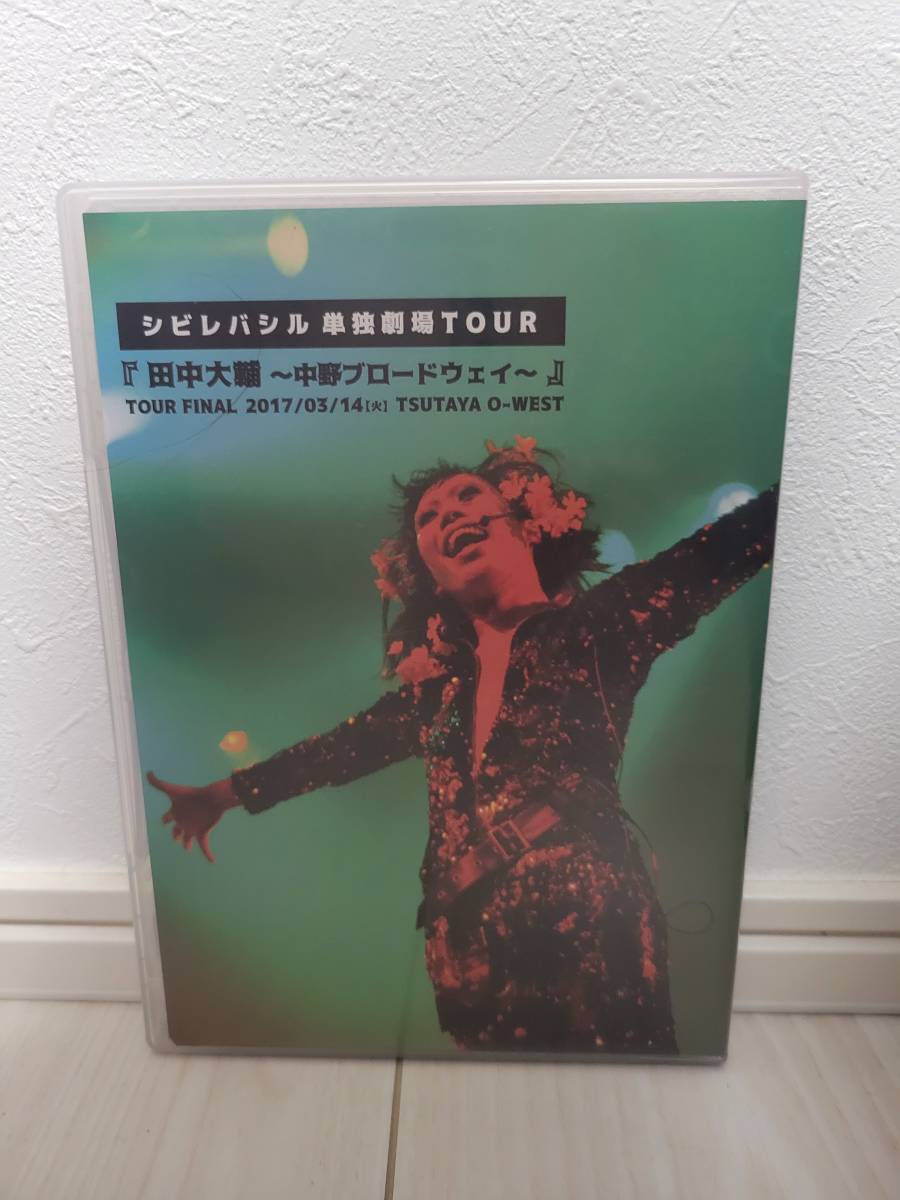 シビレバシル 単独劇場TOUR
『田中大輔 〜中野ブロードウェイ〜』
TOUR FINAL 2017/03/14【火】 TSUTAYA O-WEST